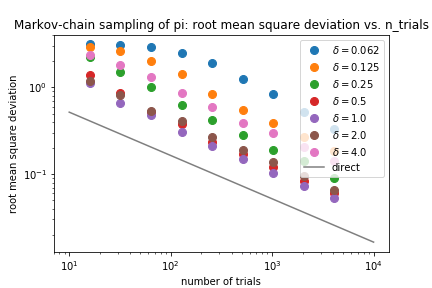 Markov-chain sampling of pi: root mean square deviation vs. n_trials
root mean square deviation
10⁰
10⁻¹
δ = 0.062
δ = 0.125
δ = 0.25
δ = 0.5
δ = 1.0
δ = 2.0
δ = 4.0
direct
10¹ 10² 10³ 10⁴
number of trials